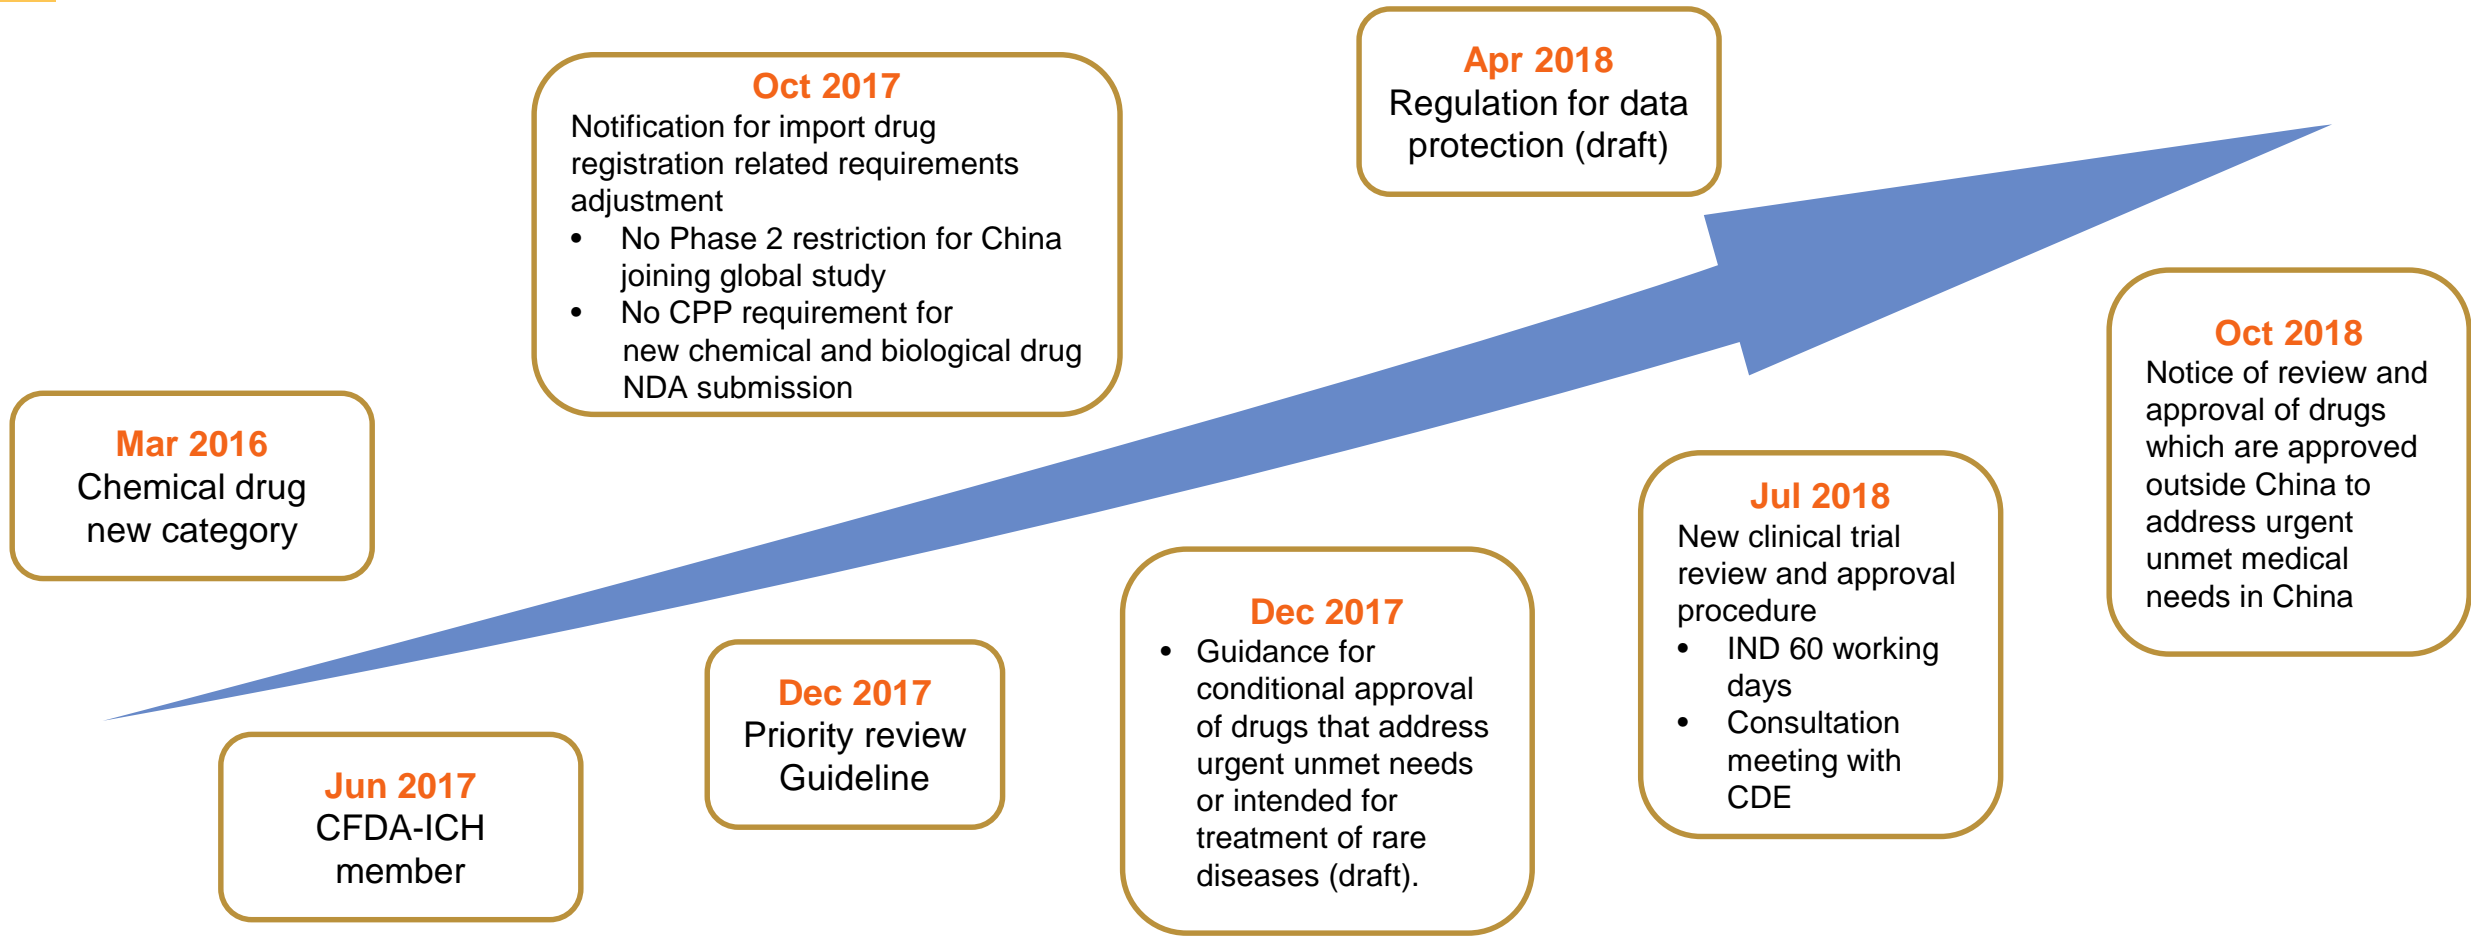 Mar 2016
Chemical drug
new category
Jun 2017
CFDA-ICH
member
Oct 2017
Notification for import drug
registration related requirements
adjustment
• No Phase 2 restriction for China
joining global study
• No CPP requirement for
new chemical and biological drug
NDA submission
Dec 2017
Priority review
Guideline
Dec 2017
• Guidance for
conditional approval
of drugs that address
urgent unmet needs
or intended for
treatment of rare
diseases (draft).
Apr 2018
Regulation for data
protection (draft)
Jul 2018
New clinical trial
review and approval
procedure
• IND 60 working
days
• Consultation
meeting with
CDE
Oct 2018
Notice of review and
approval of drugs
which are approved
outside China to
address urgent
unmet medical
needs in China